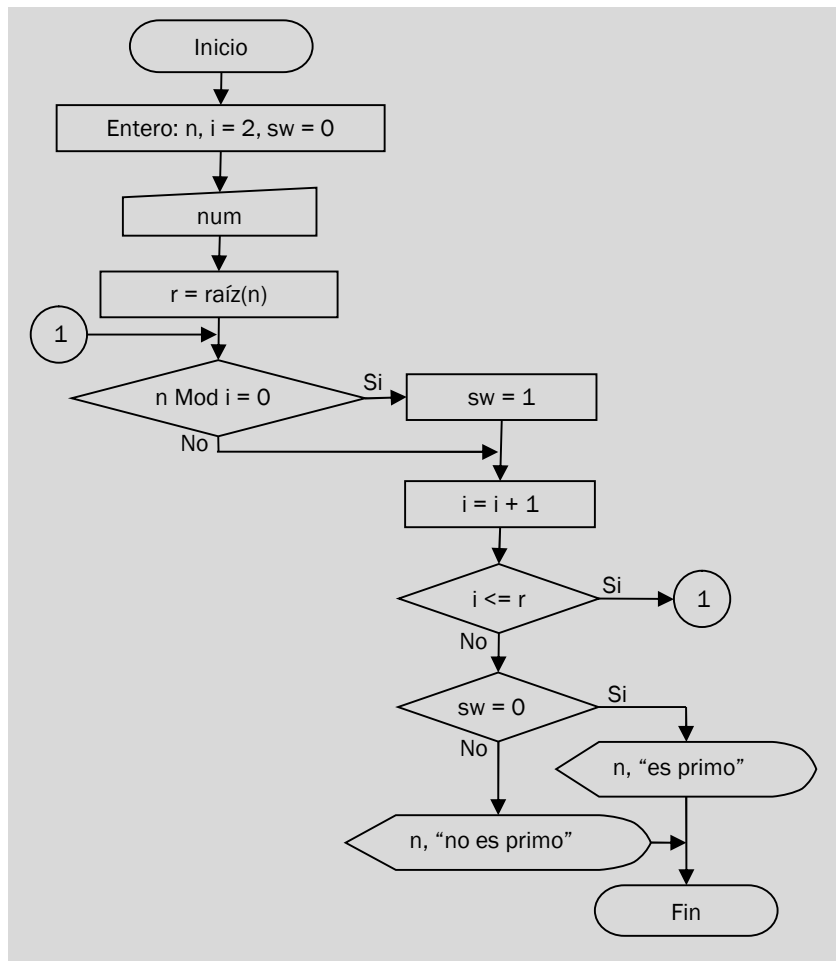 Inicio
Entero: n, i = 2, sw = 0
num
r = raíz(n)
1
n Mod i = 0
Si
sw = 1
No
i = i + 1
i <= r
Si
1
No
sw = 0
Si
No
n, “es primo”
n, “no es primo”
Fin